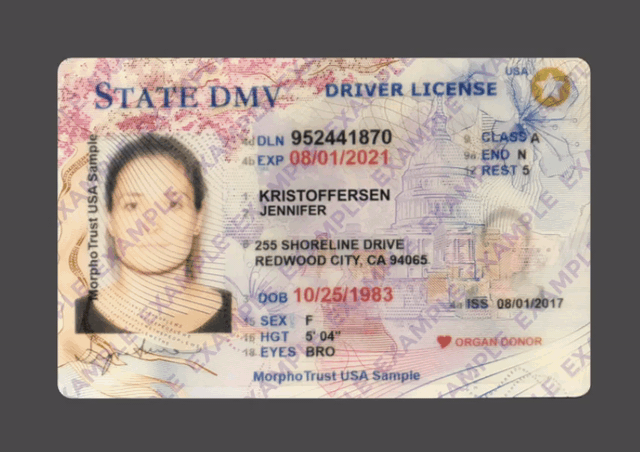 USA
STATE DMV
DRIVER LICENSE
4d DLN 952441870
9 CLASS A
4b EXP 08/01/2021
9a END N
12 REST 5
1 KRISTOFFERSEN
2 JENNIFER
8 255 SHORELINE DRIVE
REDWOOD CITY, CA 94065
3 DOB 10/25/1983
4a ISS 08/01/2017
15 SEX F
16 HGT 5' 04"
18 EYES BRO
ORGAN DONOR
MorphoTrust USA Sample
MorphoTrust USA Sample
EXAMPLE EXAMPLE EXAMPLE